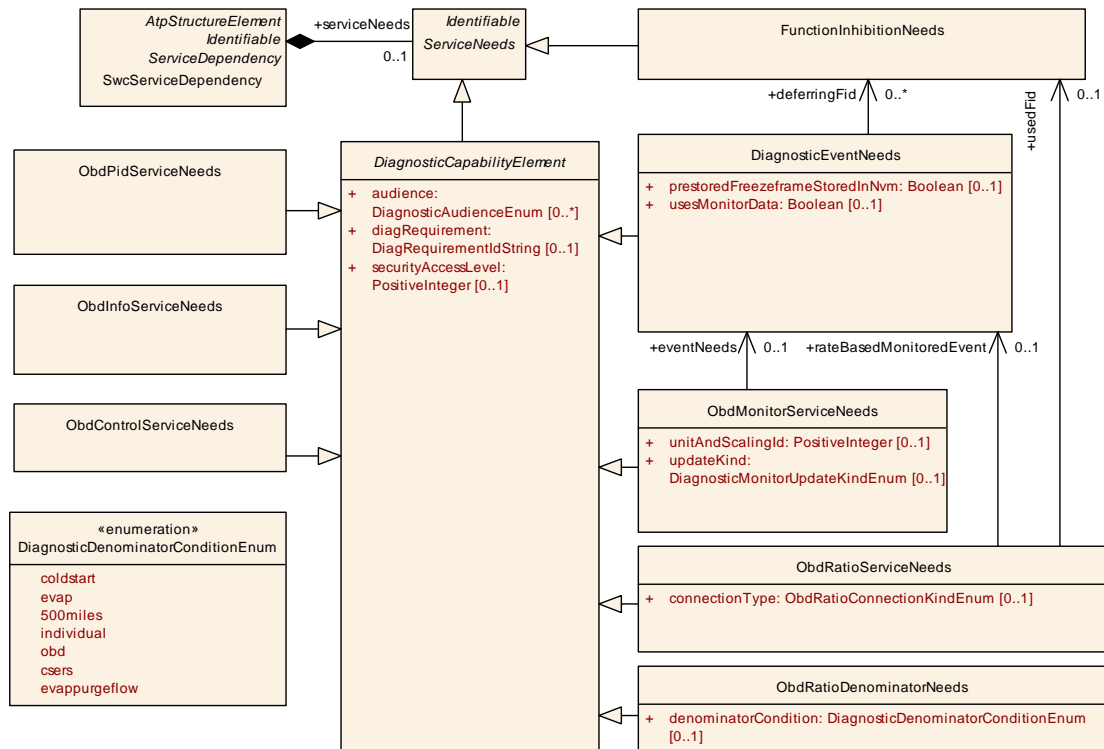 AtpStructureElement
Identifiable
ServiceDependency
SwcServiceDependency
+serviceNeeds
0..1
Identifiable
ServiceNeeds
FunctionInhibitionNeeds
+deferringFid
0..*
+usedFid
0..1
ObdPidServiceNeeds
DiagnosticCapabilityElement
+ audience:
DiagnosticAudienceEnum [0..*]
+ diagRequirement:
DiagRequirementIdString [0..1]
+ securityAccessLevel:
PositiveInteger [0..1]
DiagnosticEventNeeds
+ prestoredFreezeframeStoredInNvm: Boolean [0..1]
+ usesMonitorData: Boolean [0..1]
ObdInfoServiceNeeds
+eventNeeds
0..1
+rateBasedMonitoredEvent
0..1
ObdControlServiceNeeds
ObdMonitorServiceNeeds
+ unitAndScalingId: PositiveInteger [0..1]
+ updateKind:
DiagnosticMonitorUpdateKindEnum [0..1]
«enumeration»
DiagnosticDenominatorConditionEnum
coldstart
evap
500miles
individual
obd
csers
evappurgeflow
ObdRatioServiceNeeds
+ connectionType: ObdRatioConnectionKindEnum [0..1]
ObdRatioDenominatorNeeds
+ denominatorCondition: DiagnosticDenominatorConditionEnum
[0..1]